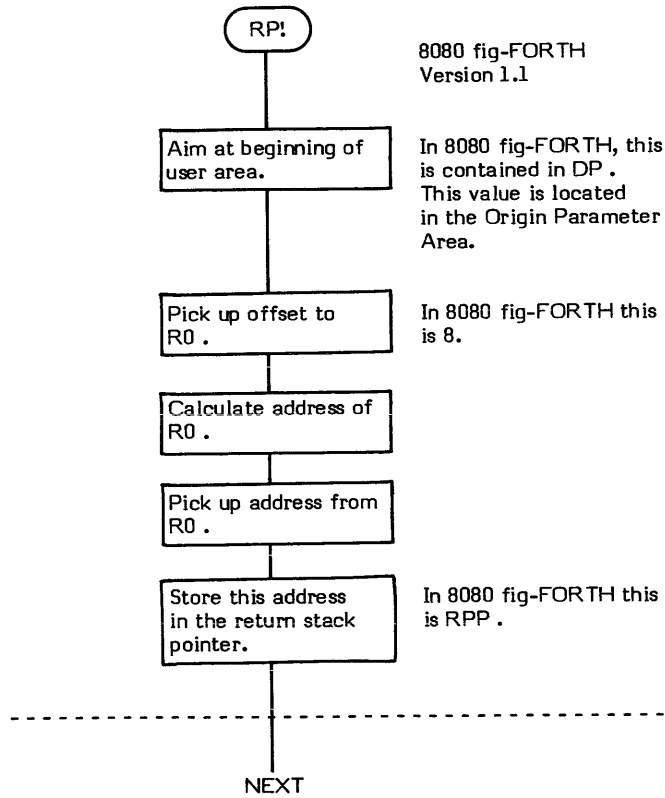 RP!
8080 fig-FORTH
Version 1.1
Aim at beginning of
user area.
In 8080 fig-FORTH, this
is contained in DP .
This value is located
in the Origin Parameter
Area.
Pick up offset to
R0 .
In 8080 fig-FORTH this
is 8.
Calculate address of
R0 .
Pick up address from
R0 .
Store this address
in the return stack
pointer.
In 8080 fig-FORTH this
is RPP .
NEXT